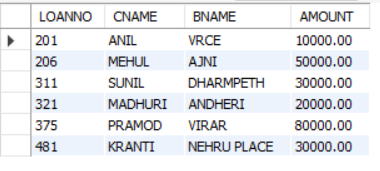 LOANNO CNAME BNAME AMOUNT
201 ANIL VRCE 10000.00
206 MEHUL AJNI 50000.00
311 SUNIL DHARMPETH 30000.00
321 MADHURI ANDHERI 20000.00
375 PRAMOD VIRAR 80000.00
481 KRANTI NEHRU PLACE 30000.00